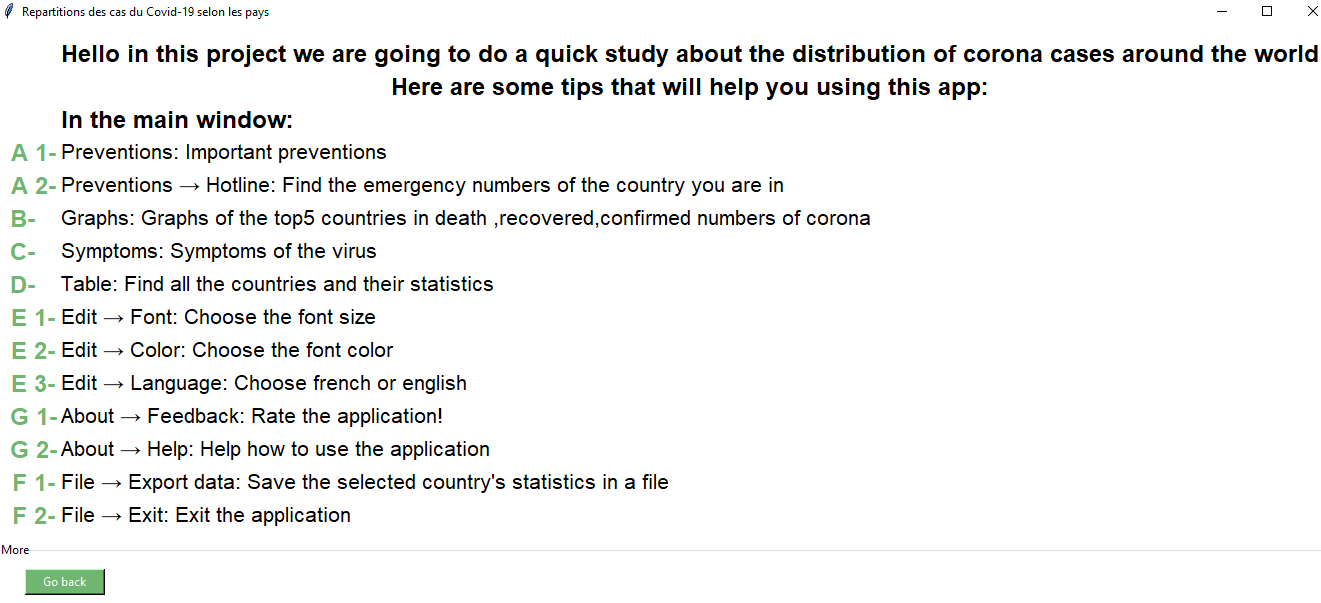 Repartitions des cas du Covid-19 selon les pays
Hello in this project we are going to do a quick study about the distribution of corona cases around the world
Here are some tips that will help you using this app:
In the main window:
A 1- Preventions: Important preventions
A 2- Preventions → Hotline: Find the emergency numbers of the country you are in
B- Graphs: Graphs of the top5 countries in death ,recovered,confirmed numbers of corona
C- Symptoms: Symptoms of the virus
D- Table: Find all the countries and their statistics
E 1- Edit → Font: Choose the font size
E 2- Edit → Color: Choose the font color
E 3- Edit → Language: Choose french or english
G 1- About → Feedback: Rate the application!
G 2- About → Help: Help how to use the application
F 1- File → Export data: Save the selected country's statistics in a file
F 2- File → Exit: Exit the application
More
Go back